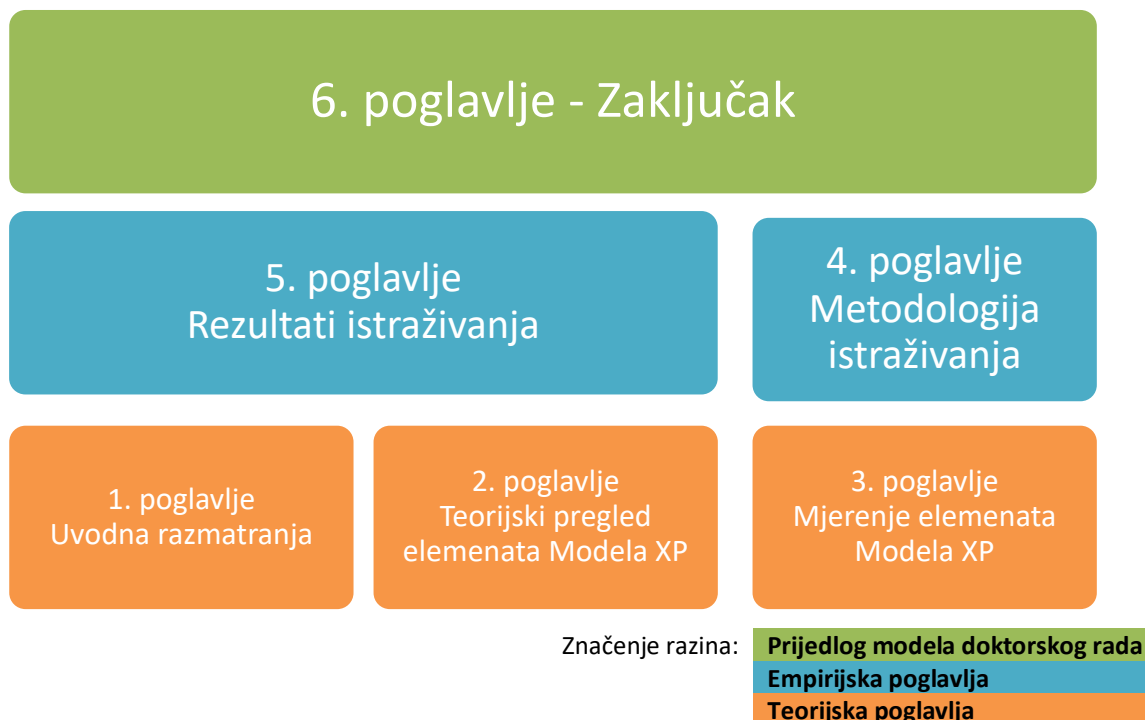 6. poglavlje - Zaključak
5. poglavlje
Rezultati istraživanja
4. poglavlje
Metodologija
istraživanja
1. poglavlje
Uvodna razmatranja
2. poglavlje
Teorijski pregled
elemenata Modela XP
3. poglavlje
Mjerenje elemenata
Modela XP
Značenje razina:
Prijedlog modela doktorskog rada
Empirijska poglavlja
Teorijska poglavlja